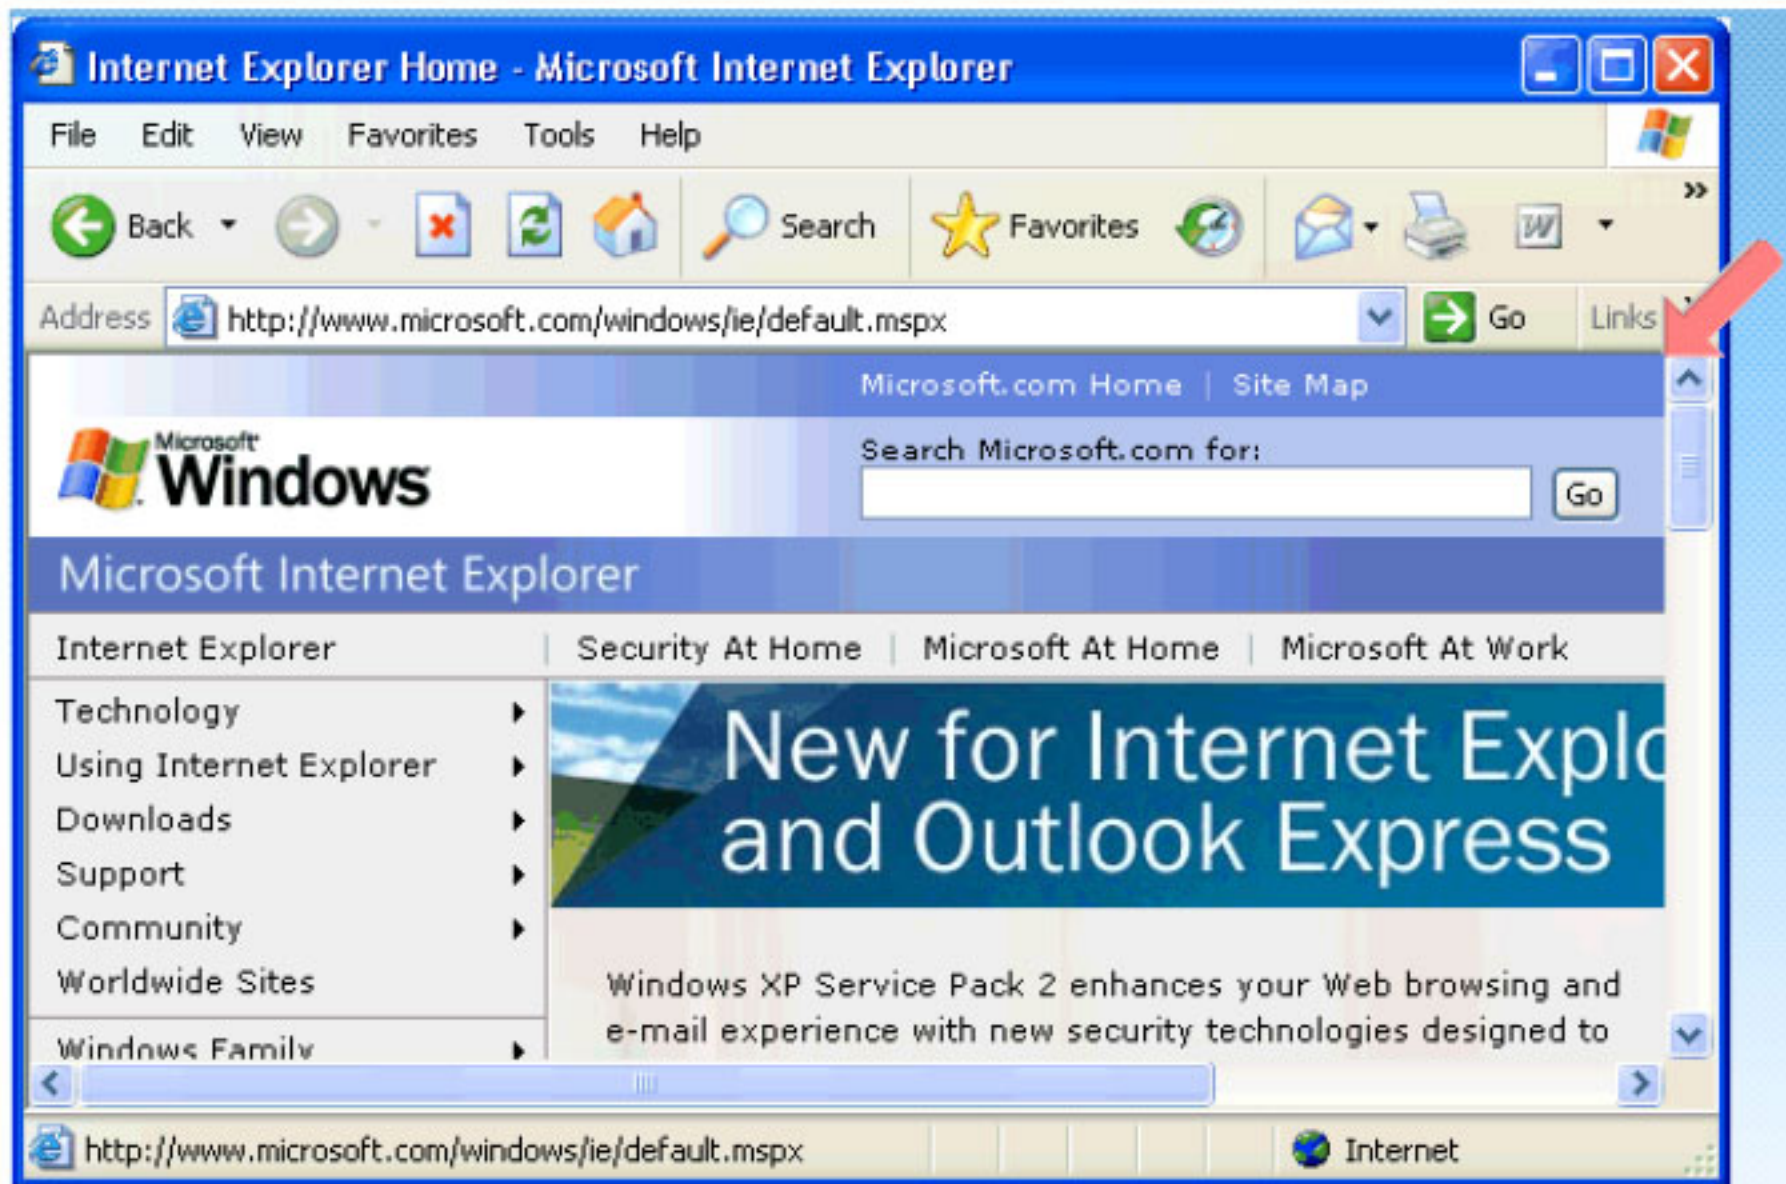 Internet Explorer Home - Microsoft Internet Explorer
File Edit View Favorites Tools Help
Back Search Favorites W »
Address http://www.microsoft.com/windows/ie/default.mspx Go Links
Microsoft.com Home | Site Map
Microsoft Windows
Search Microsoft.com for:
Go
Microsoft Internet Explorer
Internet Explorer | Security At Home | Microsoft At Home | Microsoft At Work
Technology
Using Internet Explorer
Downloads
Support
Community
Worldwide Sites
Windows Family
New for Internet Explo
and Outlook Express
Windows XP Service Pack 2 enhances your Web browsing and
e-mail experience with new security technologies designed to
http://www.microsoft.com/windows/ie/default.mspx Internet